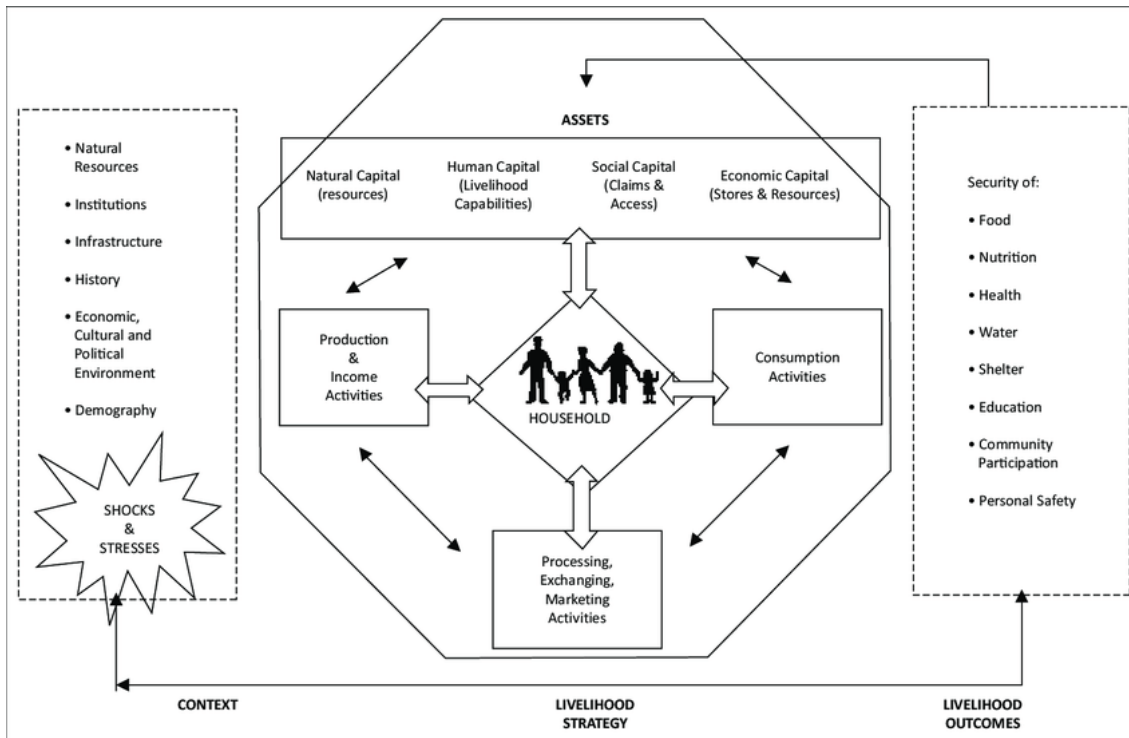 • Natural
Resources
• Institutions
• Infrastructure
• History
• Economic,
Cultural and
Political
Environment
• Demography
SHOCKS
&
STRESSES
ASSETS
Natural Capital
(resources)
Human Capital
(Livelihood
Capabilities)
Social Capital
(Claims &
Access)
Economic Capital
(Stores & Resources)
Production
&
Income
Activities
HOUSEHOLD
Consumption
Activities
Processing,
Exchanging,
Marketing
Activities
Security of:
• Food
• Nutrition
• Health
• Water
• Shelter
• Education
• Community
Participation
• Personal Safety
CONTEXT
LIVELIHOOD
STRATEGY
LIVELIHOOD
OUTCOMES